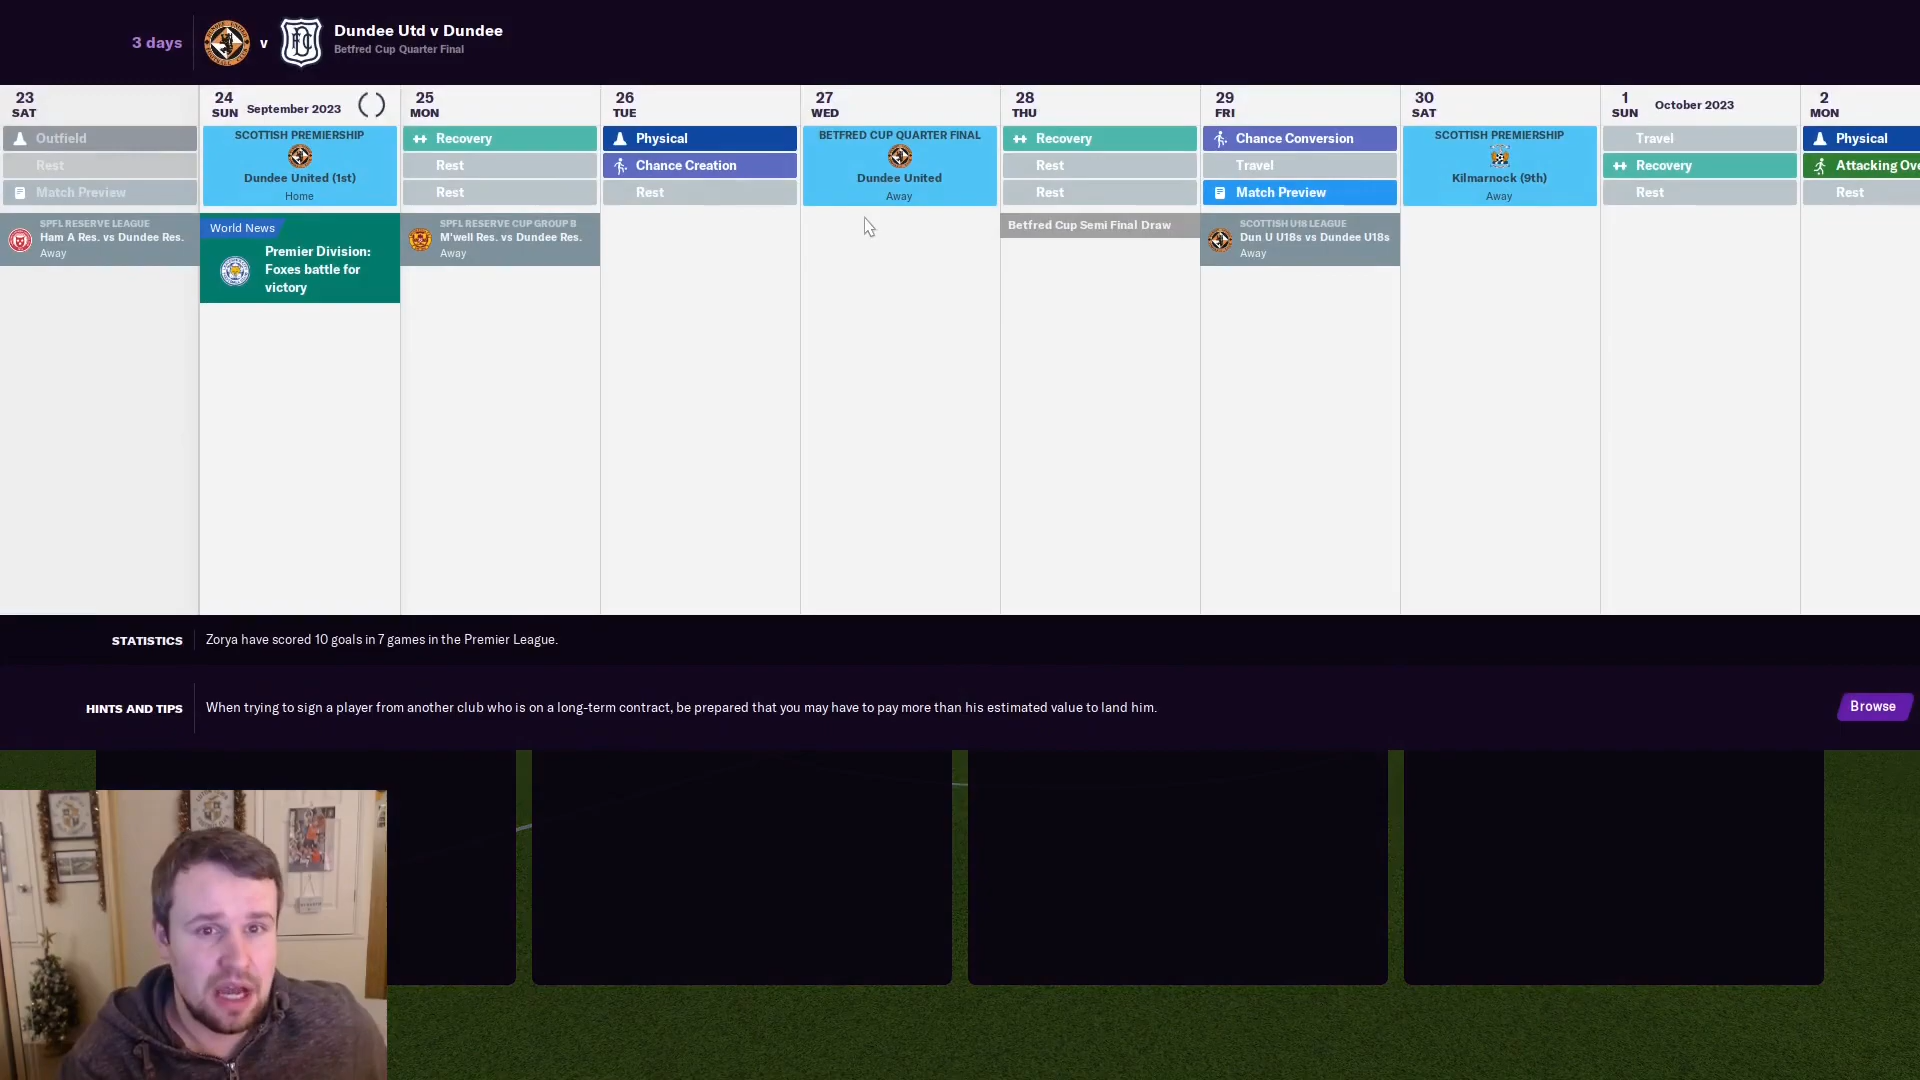 3 days
v
Dundee Utd v Dundee
Betfred Cup Quarter Final
23
SAT
Outfield
Rest
Match Preview
SPFL RESERVE LEAGUE
Ham A Res. vs Dundee Res.
Away
24
SUN
September 2023
SCOTTISH PREMIERSHIP
Dundee United (1st)
Home
World News
Premier Division:
Foxes battle for
victory
25
MON
Recovery
Rest
Rest
SPFL RESERVE CUP GROUP B
M'well Res. vs Dundee Res.
Away
26
TUE
Physical
Chance Creation
Rest
27
WED
BETFRED CUP QUARTER FINAL
Dundee United
Away
28
THU
Recovery
Rest
Rest
Betfred Cup Semi Final Draw
29
FRI
Chance Conversion
Travel
Match Preview
SCOTTISH U18 LEAGUE
Dun U U18s vs Dundee U18s
Away
30
SAT
SCOTTISH PREMIERSHIP
Kilmarnock (9th)
Away
1
SUN
October 2023
Travel
Recovery
Rest
2
MON
Physical
Attacking Ove
Rest
STATISTICS
Zorya have scored 10 goals in 7 games in the Premier League.
HINTS AND TIPS
When trying to sign a player from another club who is on a long-term contract, be prepared that you may have to pay more than his estimated value to land him.
Browse